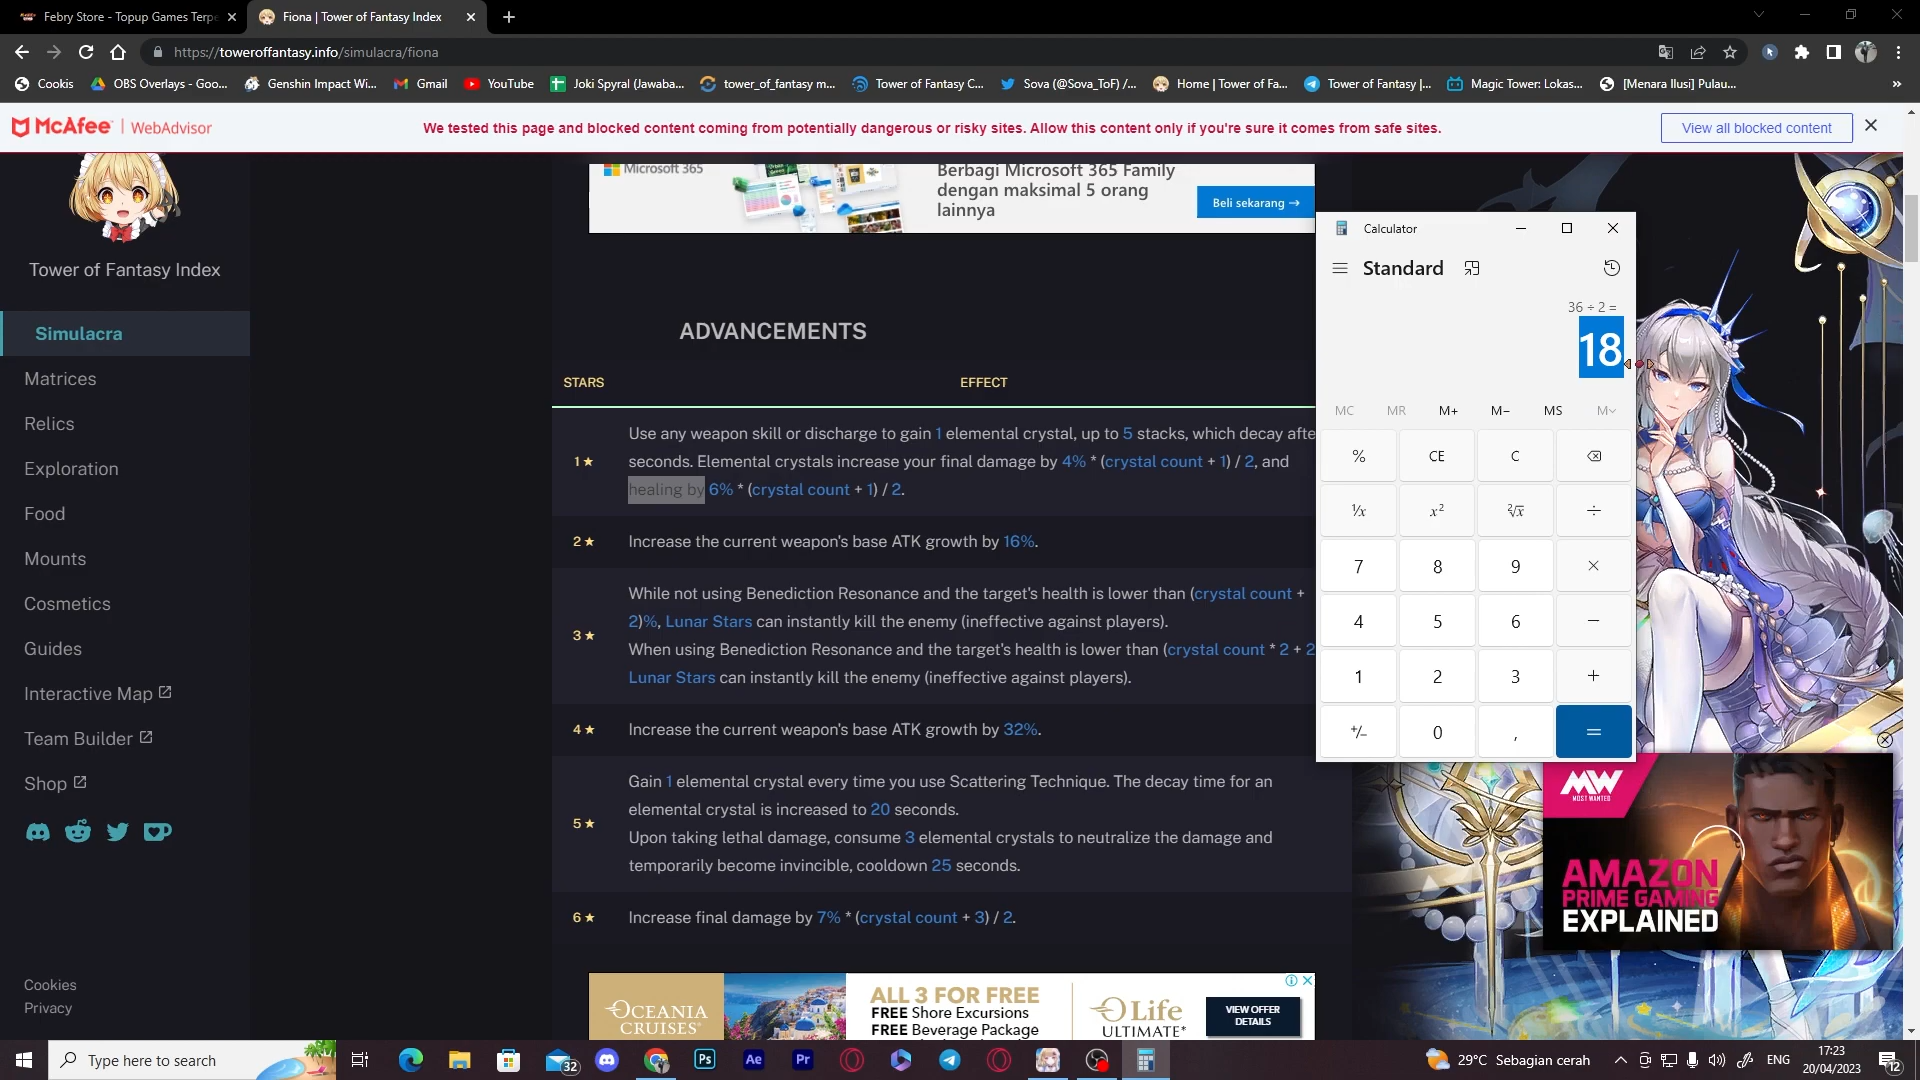 Febry Store - Topup Games Terpe
Fiona | Tower of Fantasy Index
https://toweroffantasy.info/simulacra/fiona
Cookis
OBS Overlays - Goo...
Genshin Impact Wi...
Gmail
YouTube
Joki Spyral (Jawaba...
tower_of_fantasy m...
Tower of Fantasy C...
Sova (@Sova_ToF) /...
Home | Tower of Fa...
Tower of Fantasy |...
Magic Tower: Lokas...
[Menara Ilusi] Pulau...
»
McAfee | WebAdvisor
We tested this page and blocked content coming from potentially dangerous or risky sites. Allow this content only if you're sure it comes from safe sites.
View all blocked content
Tower of Fantasy Index
Simulacra
Matrices
Relics
Exploration
Food
Mounts
Cosmetics
Guides
Interactive Map
Team Builder
Shop
Cookies
Privacy
Microsoft 365
Berbagi Microsoft 365 Family
dengan maksimal 5 orang
lainnya
Beli sekarang →
ADVANCEMENTS
STARS
EFFECT
1 ★
Use any weapon skill or discharge to gain 1 elemental crystal, up to 5 stacks, which decay afte
seconds. Elemental crystals increase your final damage by 4% * (crystal count + 1) / 2, and
healing by 6% * (crystal count + 1) / 2.
2 ★
Increase the current weapon's base ATK growth by 16%.
3 ★
While not using Benediction Resonance and the target's health is lower than (crystal count +
2)%, Lunar Stars can instantly kill the enemy (ineffective against players).
When using Benediction Resonance and the target's health is lower than (crystal count * 2 + 2
Lunar Stars can instantly kill the enemy (ineffective against players).
4 ★
Increase the current weapon's base ATK growth by 32%.
5 ★
Gain 1 elemental crystal every time you use Scattering Technique. The decay time for an
elemental crystal is increased to 20 seconds.
Upon taking lethal damage, consume 3 elemental crystals to neutralize the damage and
temporarily become invincible, cooldown 25 seconds.
6 ★
Increase final damage by 7% * (crystal count + 3) / 2.
OCEANIA
CRUISES®
ALL 3 FOR FREE
FREE Shore Excursions
FREE Beverage Package
O Life
ULTIMATE*
VIEW OFFER
DETAILS
Calculator
Standard
36 ÷ 2 =
18
MC MR M+ M− MS M˅
% CE C
¹/x x² ²√x ÷
7 8 9 ×
4 5 6 −
1 2 3 +
+/− 0 , =
MW
MOST WANTED
AMAZON
PRIME GAMING
EXPLAINED
Type here to search
32
Ps
Ae
Pr
29°C Sebagian cerah
ENG
17:23
20/04/2023
12